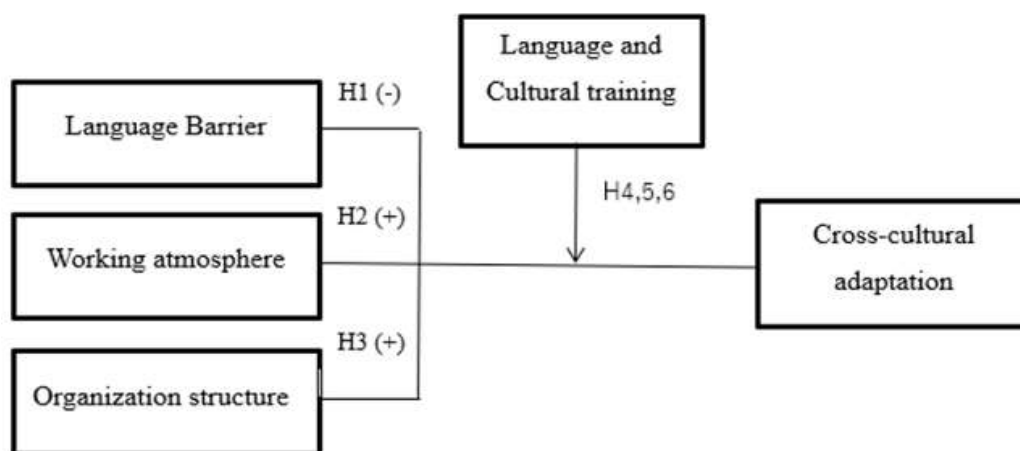 Language and
Cultural training
H1 (-)
Language Barrier
H4,5,6
H2 (+)
Working atmosphere
Cross-cultural
adaptation
H3 (+)
Organization structure